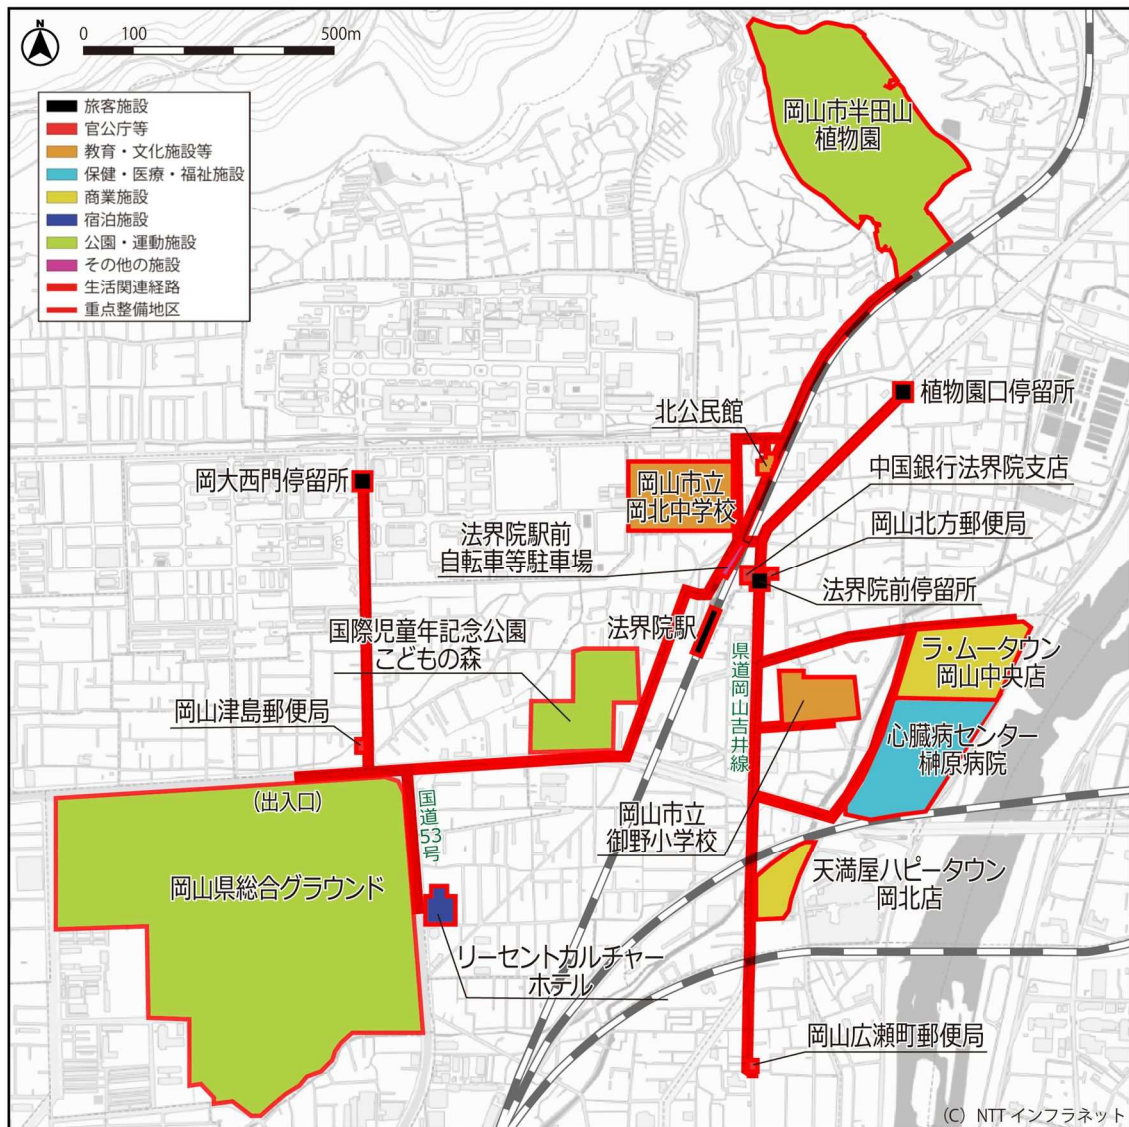 N
0 100 500m
旅客施設
官公庁等
教育・文化施設等
保健・医療・福祉施設
商業施設
宿泊施設
公園・運動施設
その他の施設
生活関連経路
重点整備地区
岡山市半田山
植物園
植物園口停留所
北公民館
中国銀行法界院支店
岡大西門停留所
岡山市立
岡北中学校
岡山北方郵便局
法界院駅前
自転車等駐車場
法界院前停留所
法界院駅
国際児童年記念公園
こどもの森
県道岡山吉井線
ラ・ムータウン
岡山中央店
岡山津島郵便局
心臓病センター
榊原病院
(出入口)
国道53号
岡山市立
御野小学校
岡山県総合グラウンド
天満屋ハピータウン
岡北店
リーセントカルチャー
ホテル
岡山広瀬町郵便局
(C) NTTインフラネット